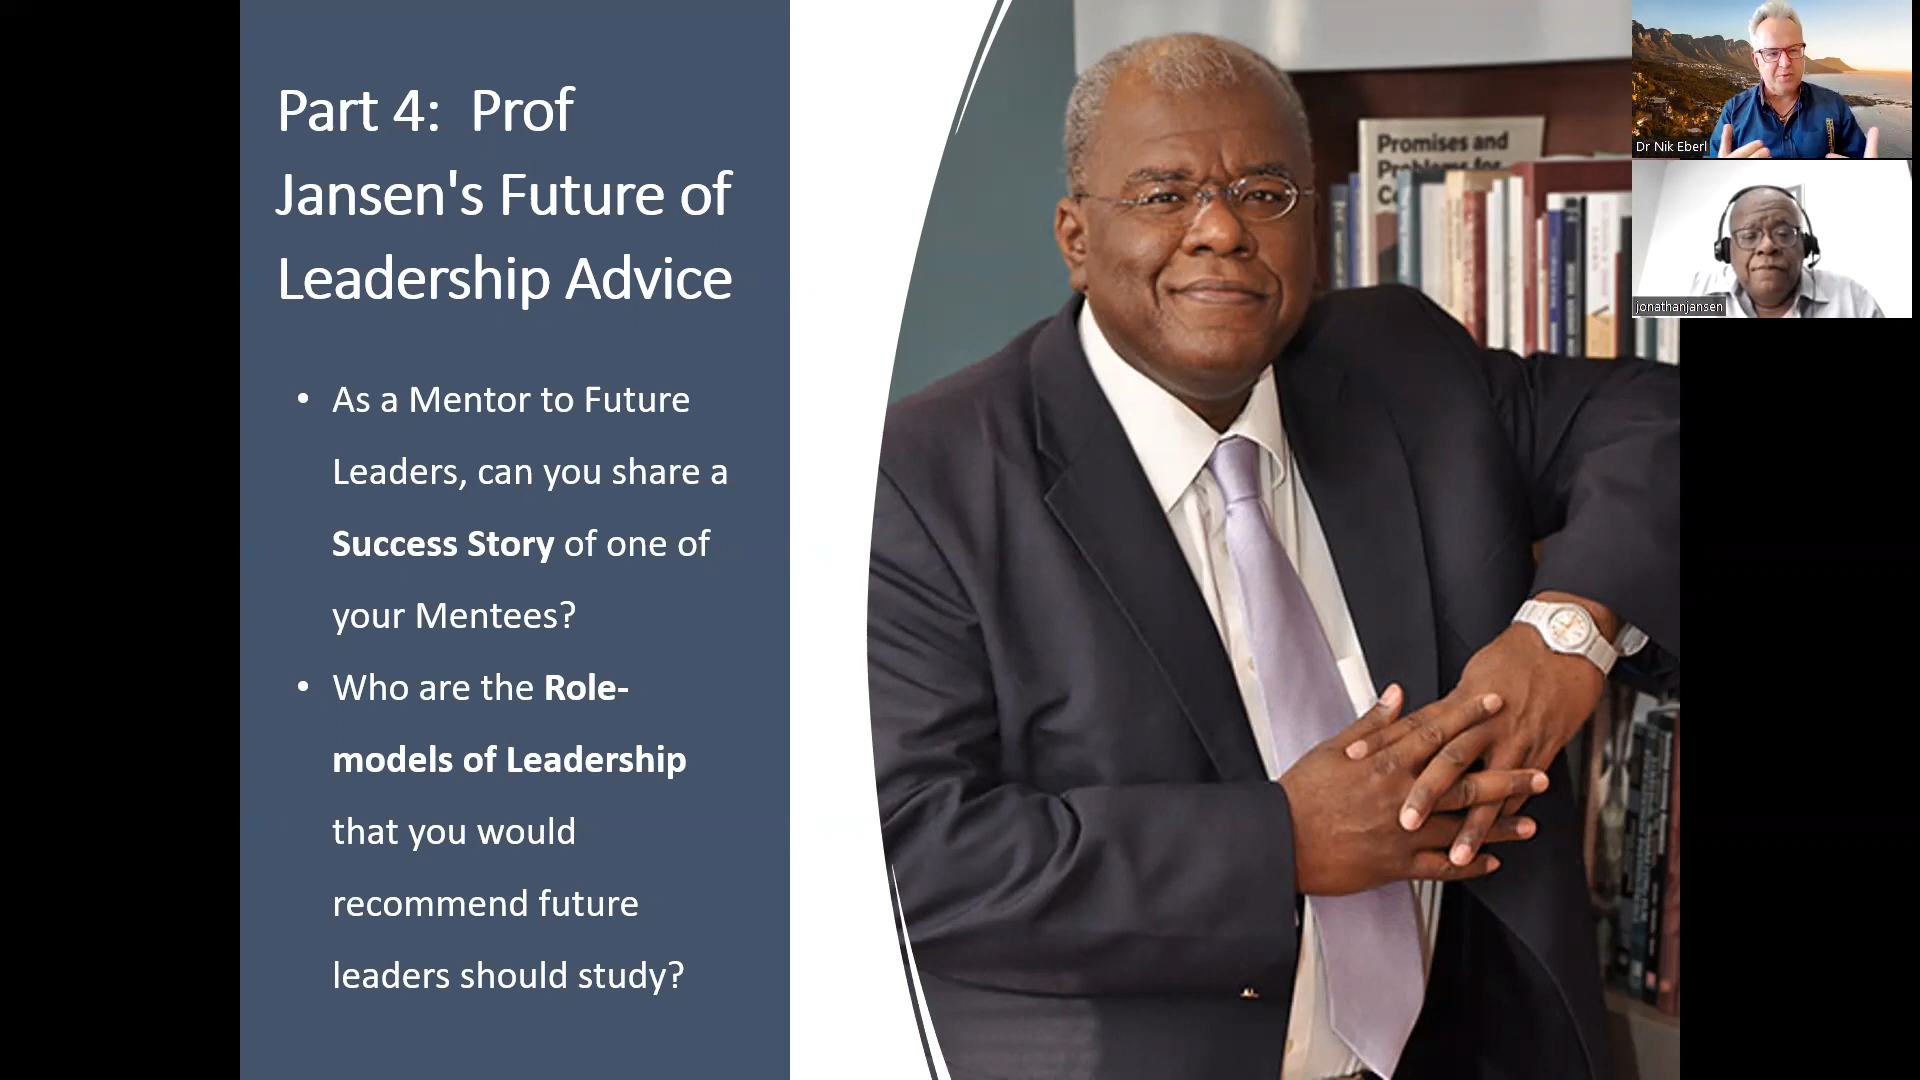 Part 4:  Prof
Jansen's Future of
Leadership Advice
• As a Mentor to Future
Leaders, can you share a
Success Story of one of
your Mentees?
• Who are the Role-
models of Leadership
that you would
recommend future
leaders should study?
Promises and
Problems for
Dr Nik Eberl
jonathanjansen